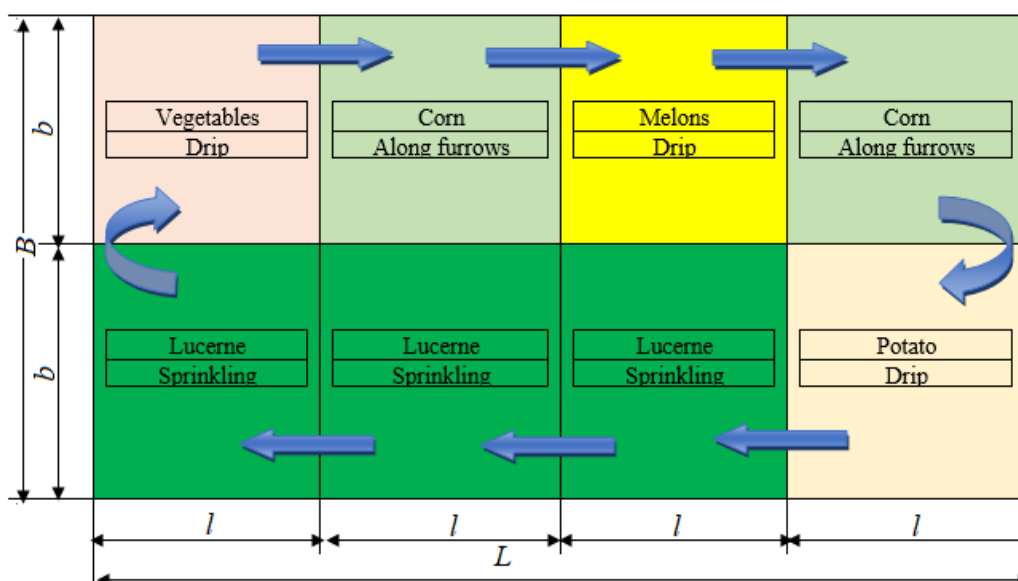 b
Vegetables
Drip
Corn
Along furrows
Melons
Drip
Corn
Along furrows
B
b
Lucerne
Sprinkling
Lucerne
Sprinkling
Lucerne
Sprinkling
Potato
Drip
l
l
l
l
L